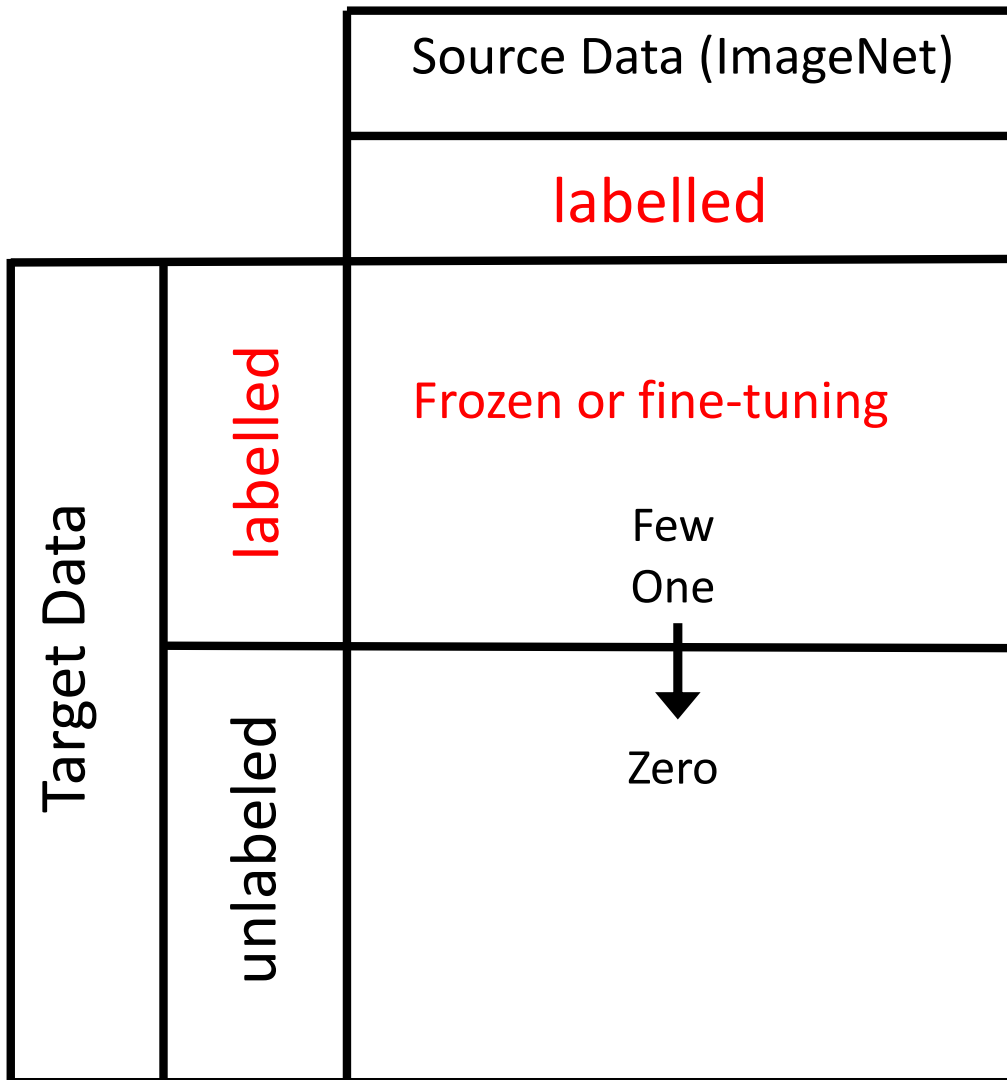 Source Data (ImageNet)
labelled
Target Data
labelled
Frozen or fine-tuning
Few
One
unlabeled
Zero